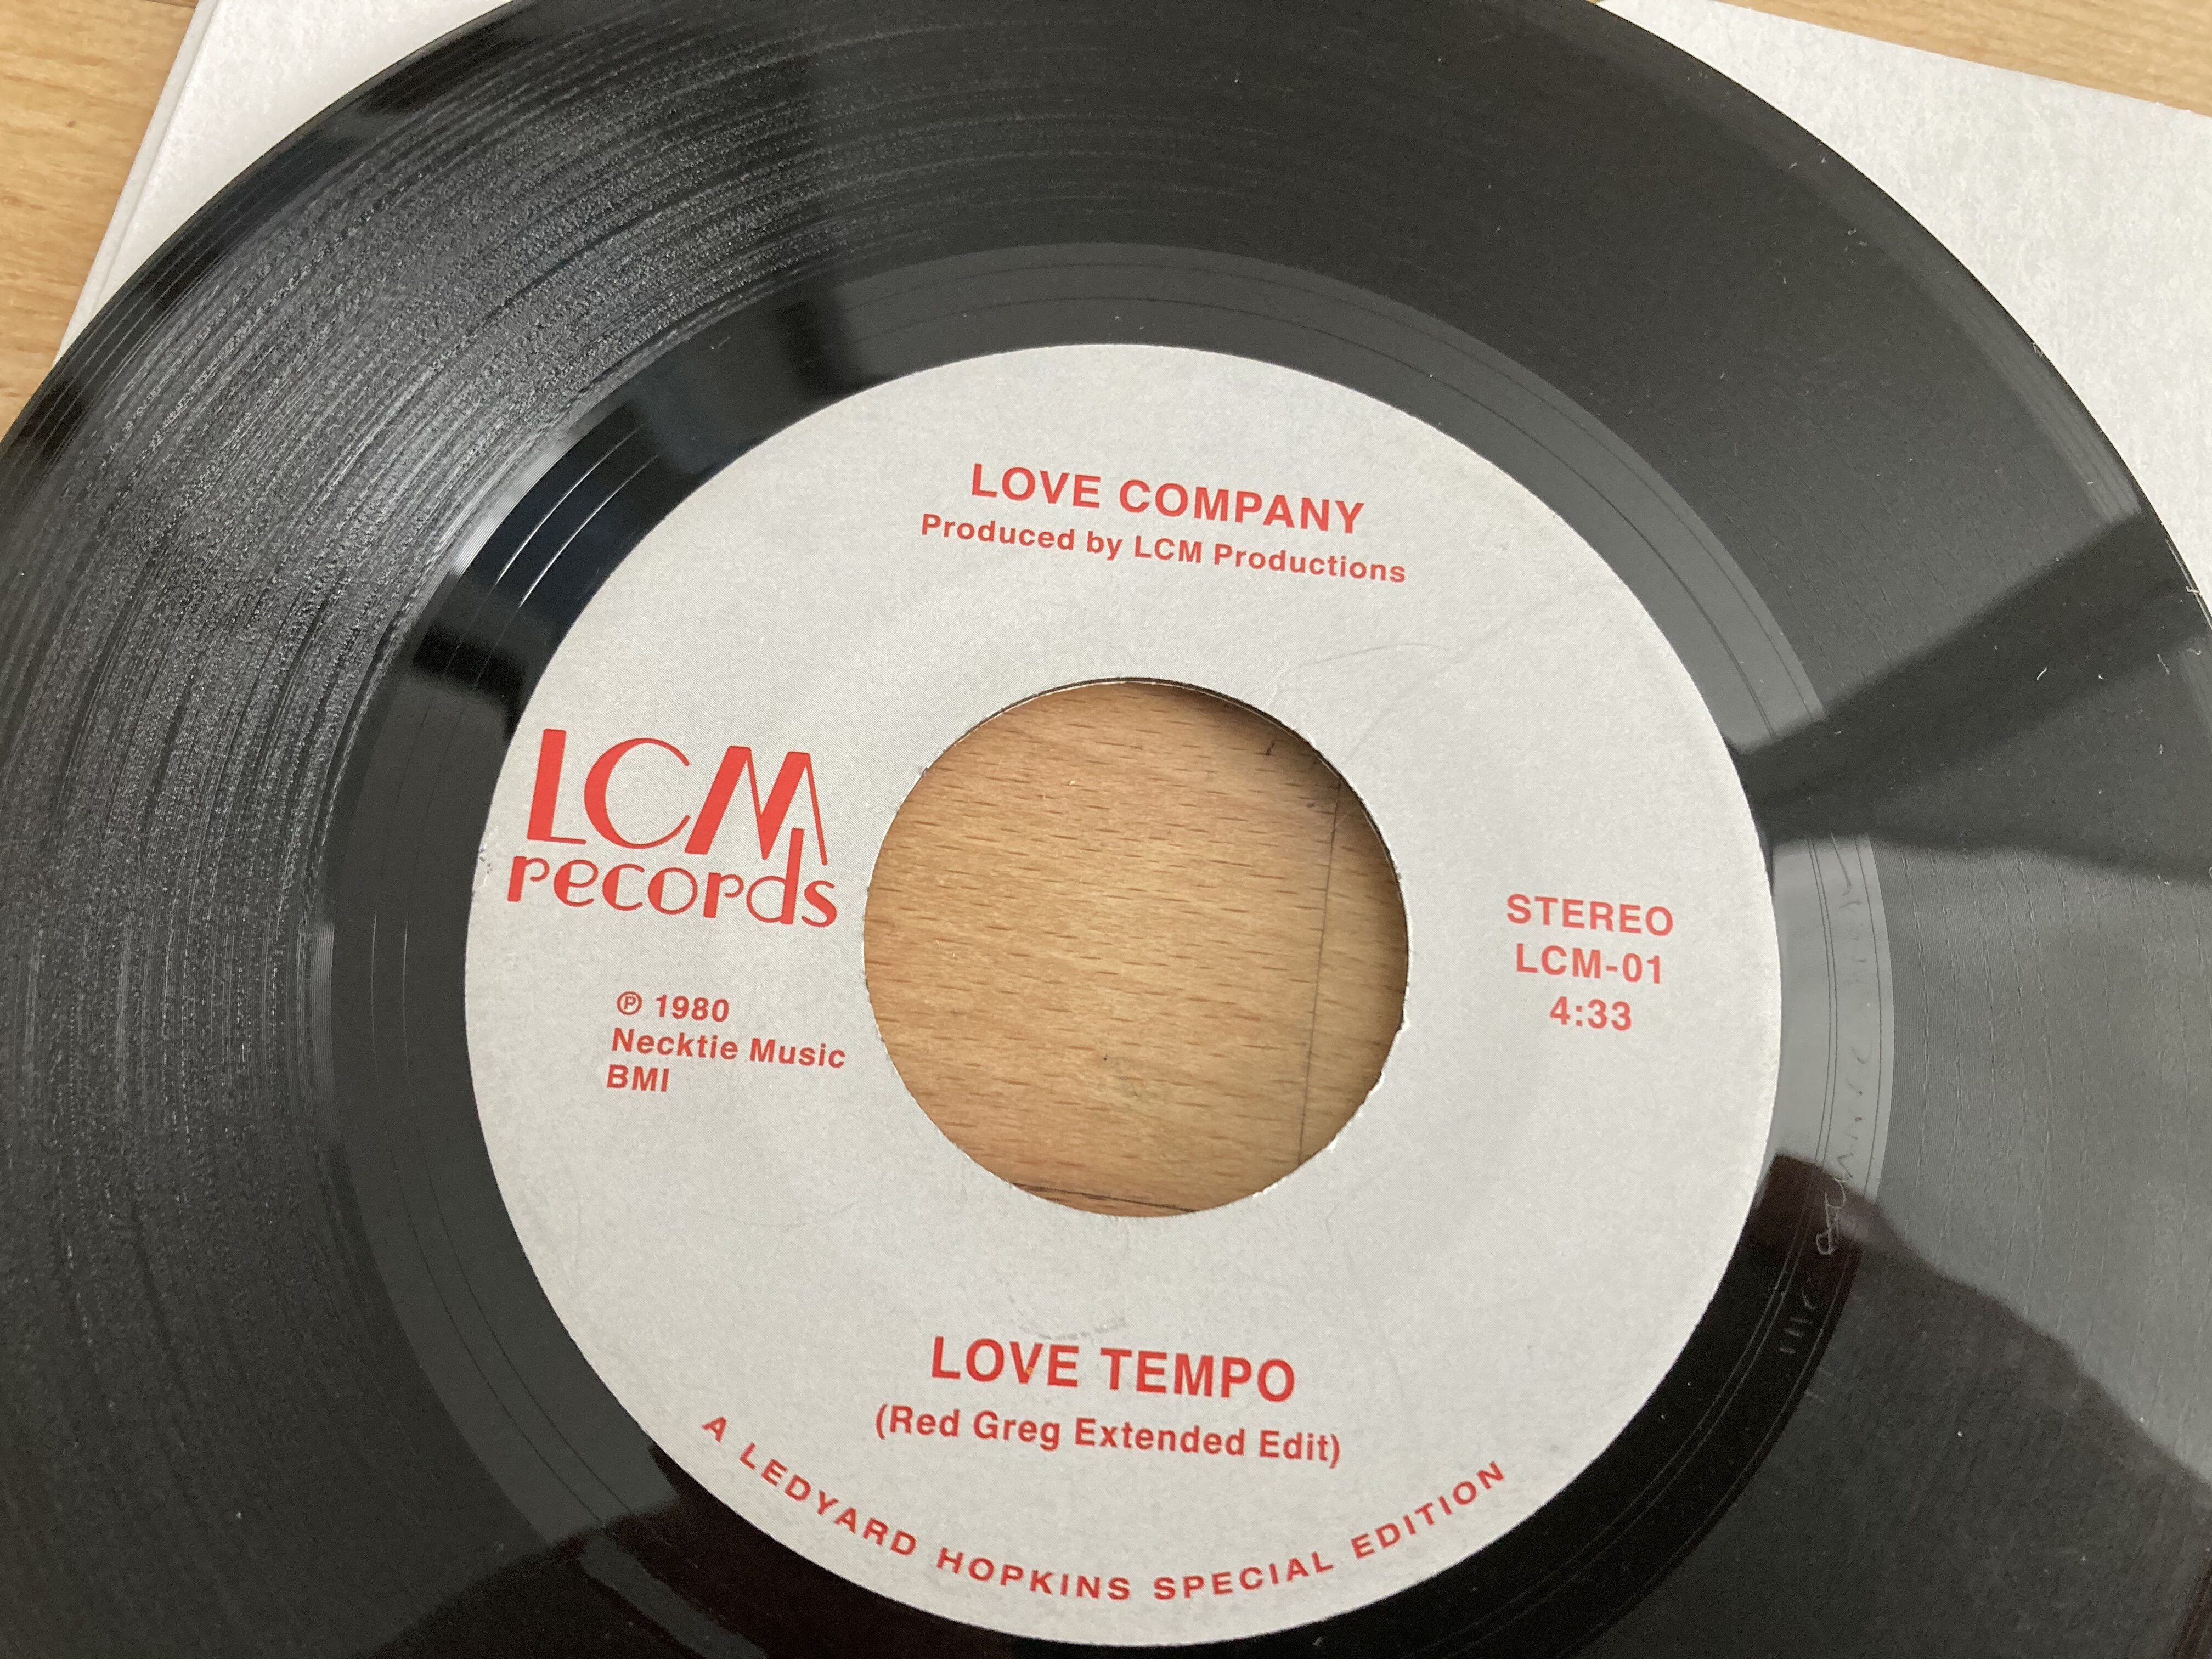 LOVE COMPANY
Produced by LCM Productions
LCM
records
℗ 1980
Necktie Music
BMI
STEREO
LCM-01
4:33
LOVE TEMPO
(Red Greg Extended Edit)
A LEDYARD HOPKINS SPECIAL EDITION